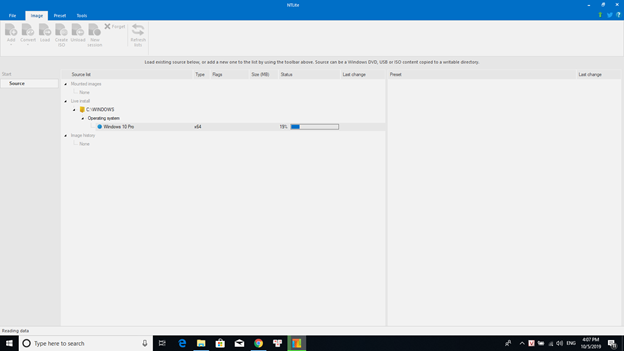 NTLite
File Image Preset Tools
Add Convert Load Create ISO Unload New version Forget Refresh lists
Load existing source below, or add a new one to the list by using the toolbar above. Source can be a Windows DVD, USB or ISO content copied to a writable directory.
Start
Source
Source list Type Flags Size (MB) Status Last change Preset Last change
Mounted images
None
Live install
C:\WINDOWS
Operating system
Windows 10 Pro x64 19%
Image history
None
Reading data
Type here to search
ENG
4:07 PM
10/5/2019